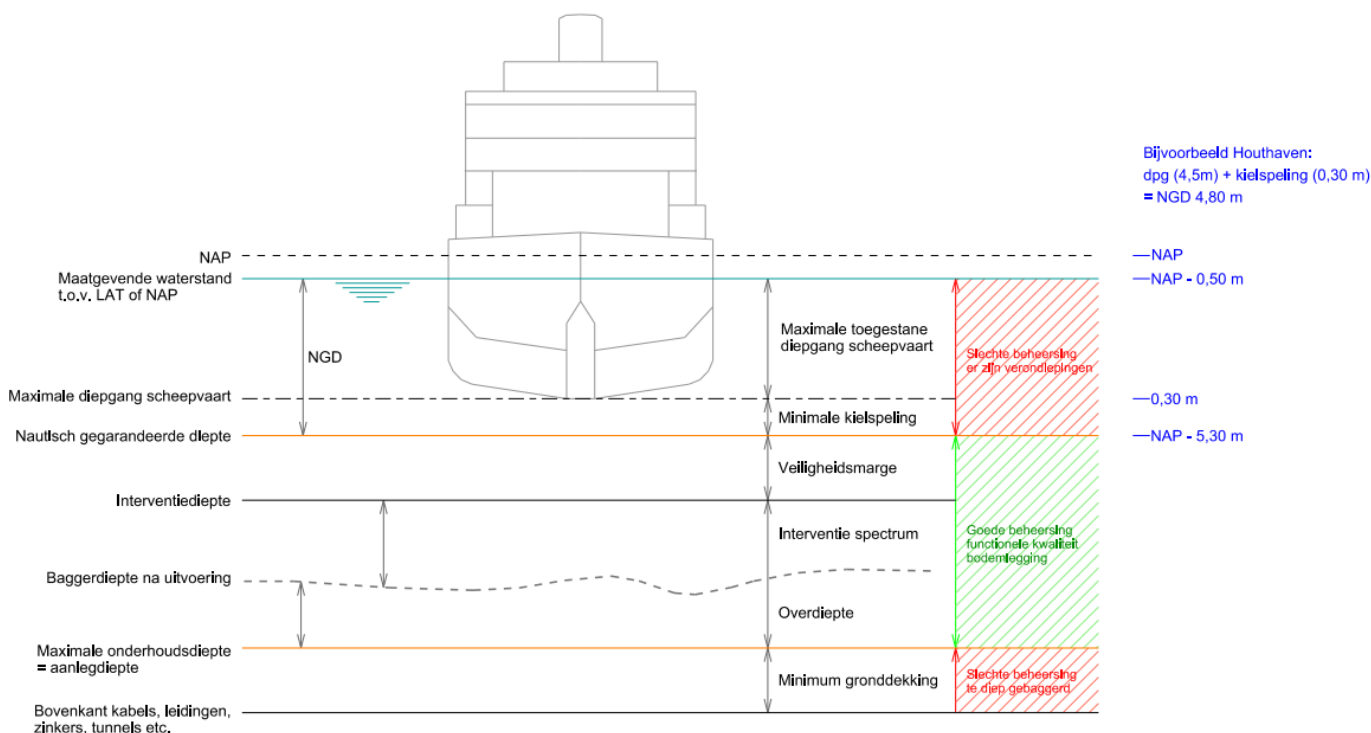 Bijvoorbeeld Houthaven:
dpg (4,5m) + kielspeling (0,30 m)
= NGD 4,80 m
NAP
NAP
Maatgevende waterstand
t.o.v. LAT of NAP
NAP - 0,50 m
NGD
Maximale toegestane
diepgang scheepvaart
Slechte beheersing
er zijn verondiepingen
Maximale diepgang scheepvaart
0,30 m
Minimale kielspeling
Nautisch gegarandeerde diepte
NAP - 5,30 m
Veiligheidsmarge
Interventiediepte
Interventie spectrum
Goede beheersing
functionele kwaliteit
bodemlegging
Baggerdiepte na uitvoering
Overdiepte
Maximale onderhoudsdiepte
= aanlegdiepte
Minimum gronddekking
Slechte beheersing
te diep gebaggerd
Bovenkant kabels, leidingen,
zinkers, tunnels etc.